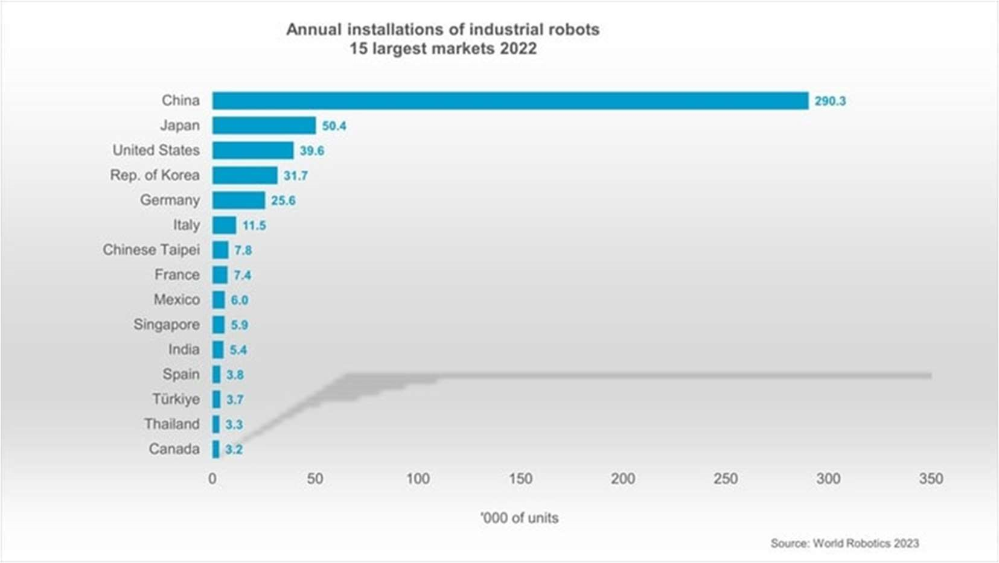 Annual installations of industrial robots
15 largest markets 2022
China 290.3
Japan 50.4
United States 39.6
Rep. of Korea 31.7
Germany 25.6
Italy 11.5
Chinese Taipei 7.8
France 7.4
Mexico 6.0
Singapore 5.9
India 5.4
Spain 3.8
Türkiye 3.7
Thailand 3.3
Canada 3.2
0 50 100 150 200 250 300 350
'000 of units
Source: World Robotics 2023